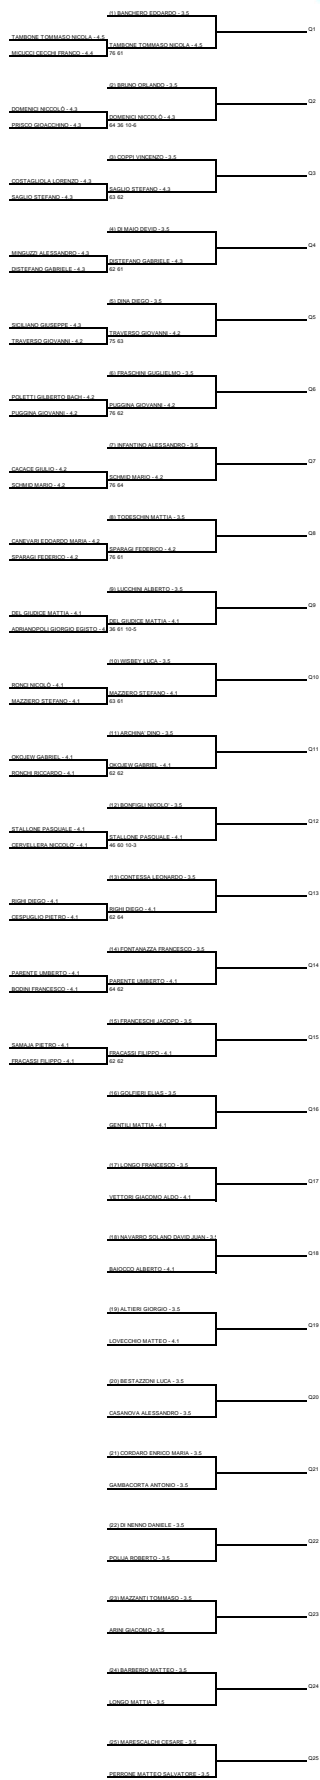 (1) BANCHERO EDOARDO - 3.5
Q1
TAMBONE TOMMASO NICOLA - 4.5
TAMBONE TOMMASO NICOLA - 4.5
MICUCCI CECCHI FRANCO - 4.4
76 61
(2) BRUNO ORLANDO - 3.5
Q2
DOMENICI NICCOLÒ - 4.3
DOMENICI NICCOLÒ - 4.3
PRISCO GIOACCHINO - 4.3
64 36 10-6
(3) COPPI VINCENZO - 3.5
Q3
COSTAGLIOLA LORENZO - 4.3
SAGLIO STEFANO - 4.3
SAGLIO STEFANO - 4.3
63 62
(4) DI MAIO DEVID - 3.5
Q4
MINGUZZI ALESSANDRO - 4.3
DISTEFANO GABRIELE - 4.3
DISTEFANO GABRIELE - 4.3
62 61
(5) DINA DIEGO - 3.5
Q5
SICILIANO GIUSEPPE - 4.3
TRAVERSO GIOVANNI - 4.2
TRAVERSO GIOVANNI - 4.2
75 63
(6) FRASCHINI GUGLIELMO - 3.5
Q6
POLETTI GILBERTO BACH - 4.2
PUGGINA GIOVANNI - 4.2
PUGGINA GIOVANNI - 4.2
76 62
(7) INFANTINO ALESSANDRO - 3.5
Q7
CACACE GIULIO - 4.2
SCHMID MARIO - 4.2
SCHMID MARIO - 4.2
76 64
(8) TODESCHIN MATTIA - 3.5
Q8
CANEVARI EDOARDO MARIA - 4.2
SPARAGI FEDERICO - 4.2
SPARAGI FEDERICO - 4.2
76 61
(9) LUCCHINI ALBERTO - 3.5
Q9
DEL GIUDICE MATTIA - 4.1
DEL GIUDICE MATTIA - 4.1
ADRIANOPOLI GIORGIO EGISTO - 4
36 61 10-5
(10) WISBEY LUCA - 3.5
Q10
RONCI NICOLÒ - 4.1
MAZZIERO STEFANO - 4.1
MAZZIERO STEFANO - 4.1
63 61
(11) ARCHINA' DINO - 3.5
Q11
OKOJEW GABRIEL - 4.1
OKOJEW GABRIEL - 4.1
RONCHI RICCARDO - 4.1
62 62
(12) BONFIGLI NICOLO' - 3.5
Q12
STALLONE PASQUALE - 4.1
STALLONE PASQUALE - 4.1
CERVELLERA NICCOLO' - 4.1
46 60 10-3
(13) CONTESSA LEONARDO - 3.5
Q13
RIGHI DIEGO - 4.1
RIGHI DIEGO - 4.1
CESPUGLIO PIETRO - 4.1
62 64
(14) FONTANAZZA FRANCESCO - 3.5
Q14
PARENTE UMBERTO - 4.1
PARENTE UMBERTO - 4.1
BODINI FRANCESCO - 4.1
64 62
(15) FRANCESCHI JACOPO - 3.5
Q15
SAMAJA PIETRO - 4.1
FRACASSI FILIPPO - 4.1
FRACASSI FILIPPO - 4.1
62 62
(16) GOLFIERI ELIAS - 3.5
Q16
GENTILI MATTIA - 4.1
(17) LONGO FRANCESCO - 3.5
Q17
VETTORI GIACOMO ALDO - 4.1
(18) NAVARRO SOLANO DAVID JUAN - 3.5
Q18
BAIOCCO ALBERTO - 4.1
(19) ALTIERI GIORGIO - 3.5
Q19
LOVECCHIO MATTEO - 4.1
(20) BESTAZZONI LUCA - 3.5
Q20
CASANOVA ALESSANDRO - 3.5
(21) CORDARO ENRICO MARIA - 3.5
Q21
GAMBACORTA ANTONIO - 3.5
(22) DI NENNO DANIELE - 3.5
Q22
POLIJA ROBERTO - 3.5
(23) MAZZANTI TOMMASO - 3.5
Q23
ARINI GIACOMO - 3.5
(24) BARBERIO MATTEO - 3.5
Q24
LONGO MATTIA - 3.5
(25) MARESCALCHI CESARE - 3.5
Q25
PERRONE MATTEO SALVATORE - 3.5